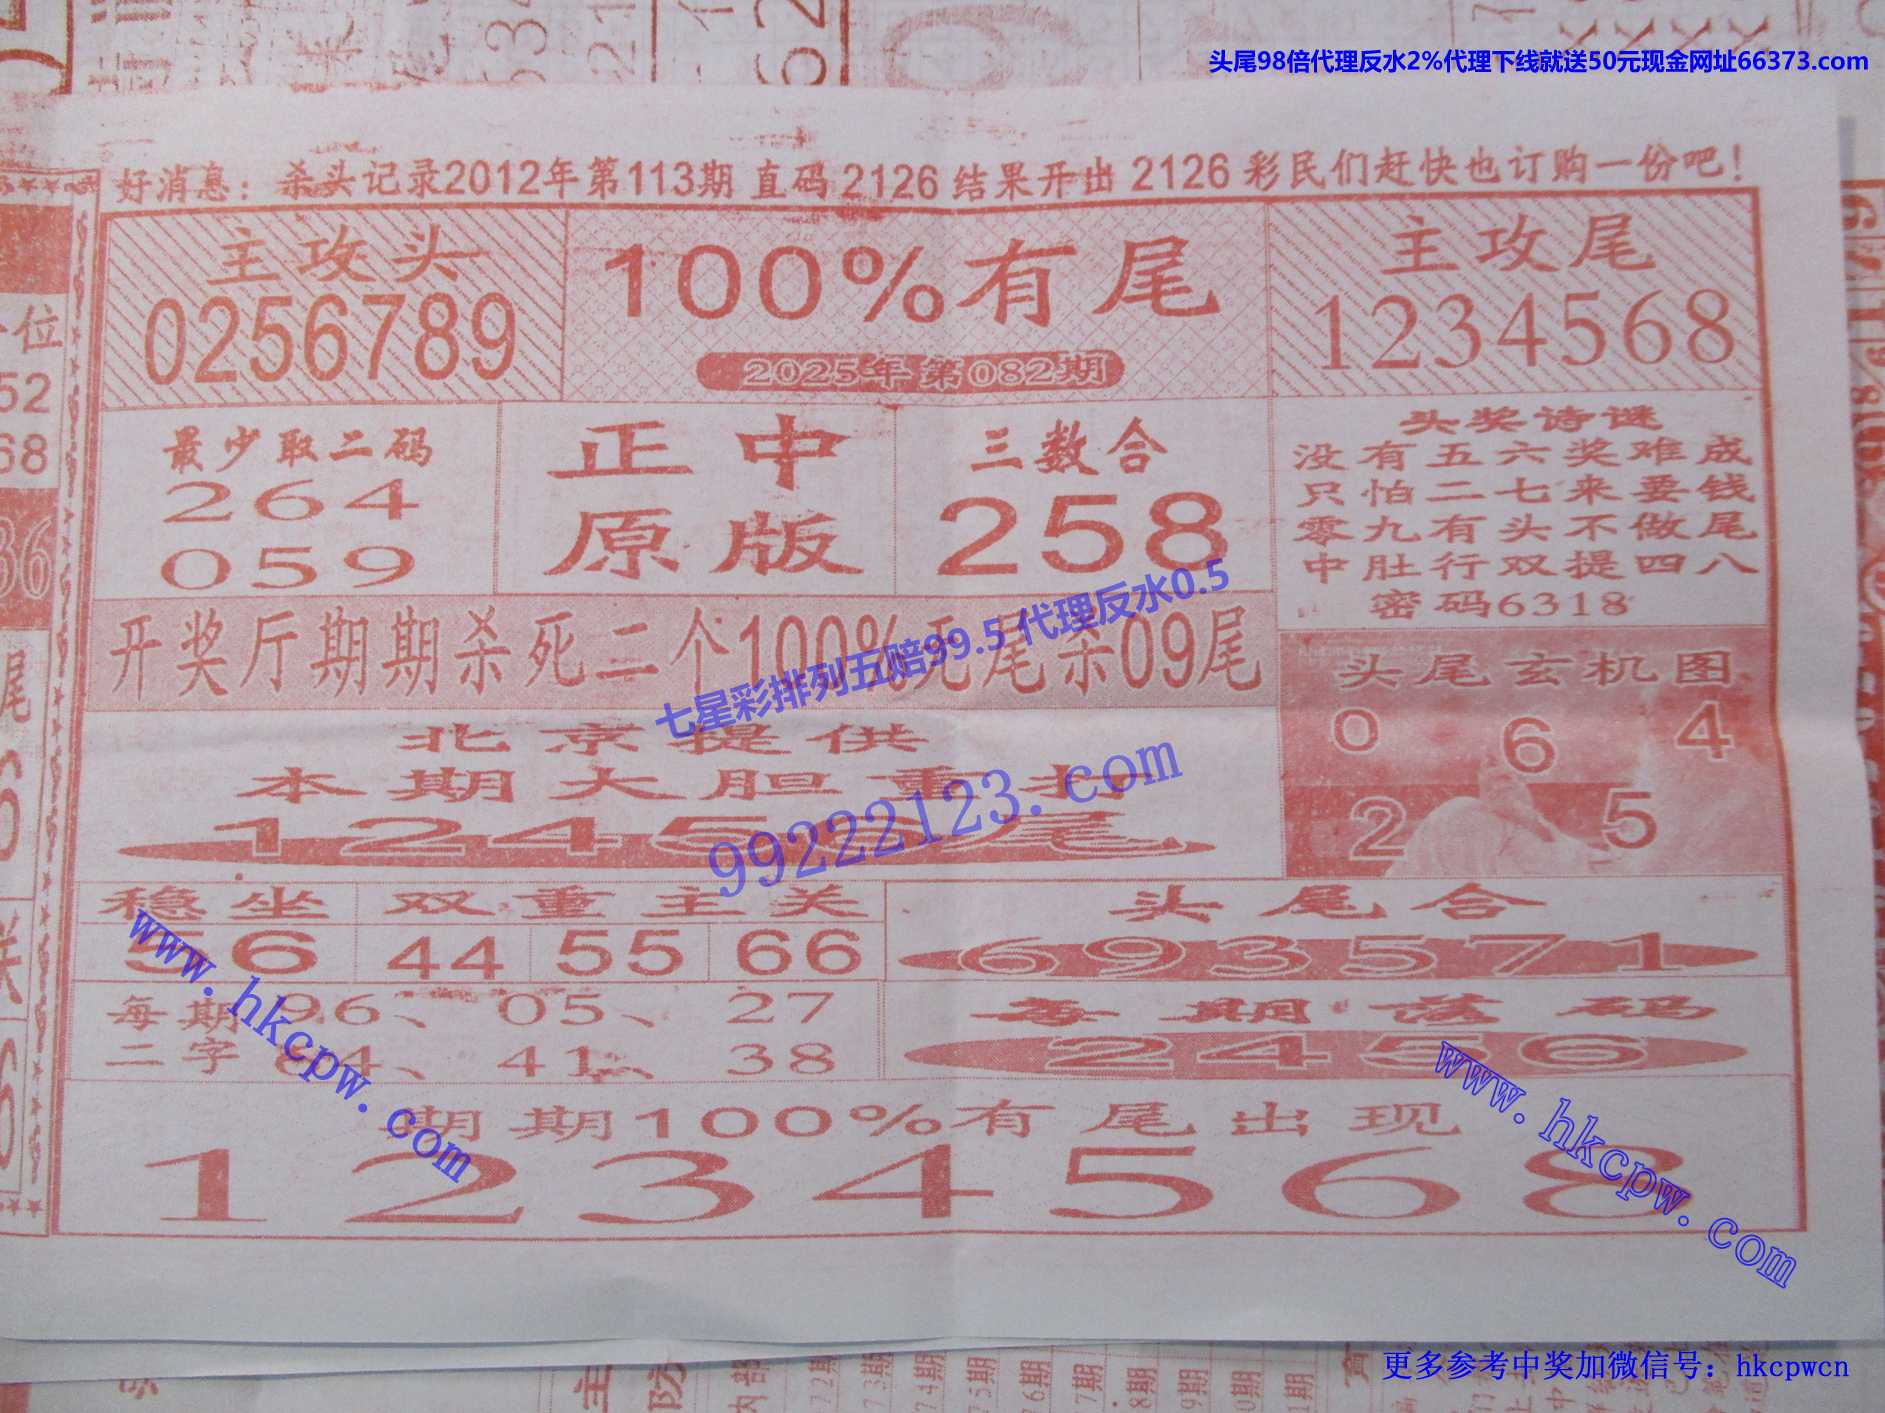 头尾98倍代理反水2%代理下线就送50元现金网址66373.com
好消息：杀头记录2012年第113期 直码 2126 结果开出 2126 彩民们赶快也订购一份吧！
主攻头
0256789
100%有尾
2025年第082期
主攻尾
1234568
最少取二码
264
059
正中
原版
三数合
258
头奖诗谜
没有五六奖难成
只怕二七来要钱
零九有头不做尾
中肚行双提四八
密码6318
开奖厅期期杀死二个100%死尾杀09尾
七星彩排列五赔99.5 代理反水0.5
头尾玄机图
0 6 4
2 5
北京提供
本期大胆重
99222123.com
稳坐
56
双重主关
44 55 66
头尾合
693571
每期
二字
96、05、27
41、38
每期落码
2456
www.hkcpw.com
www.hkcpw.com
期期100%有尾出现
1234568
更多参考中奖加微信号：hkcpwcn